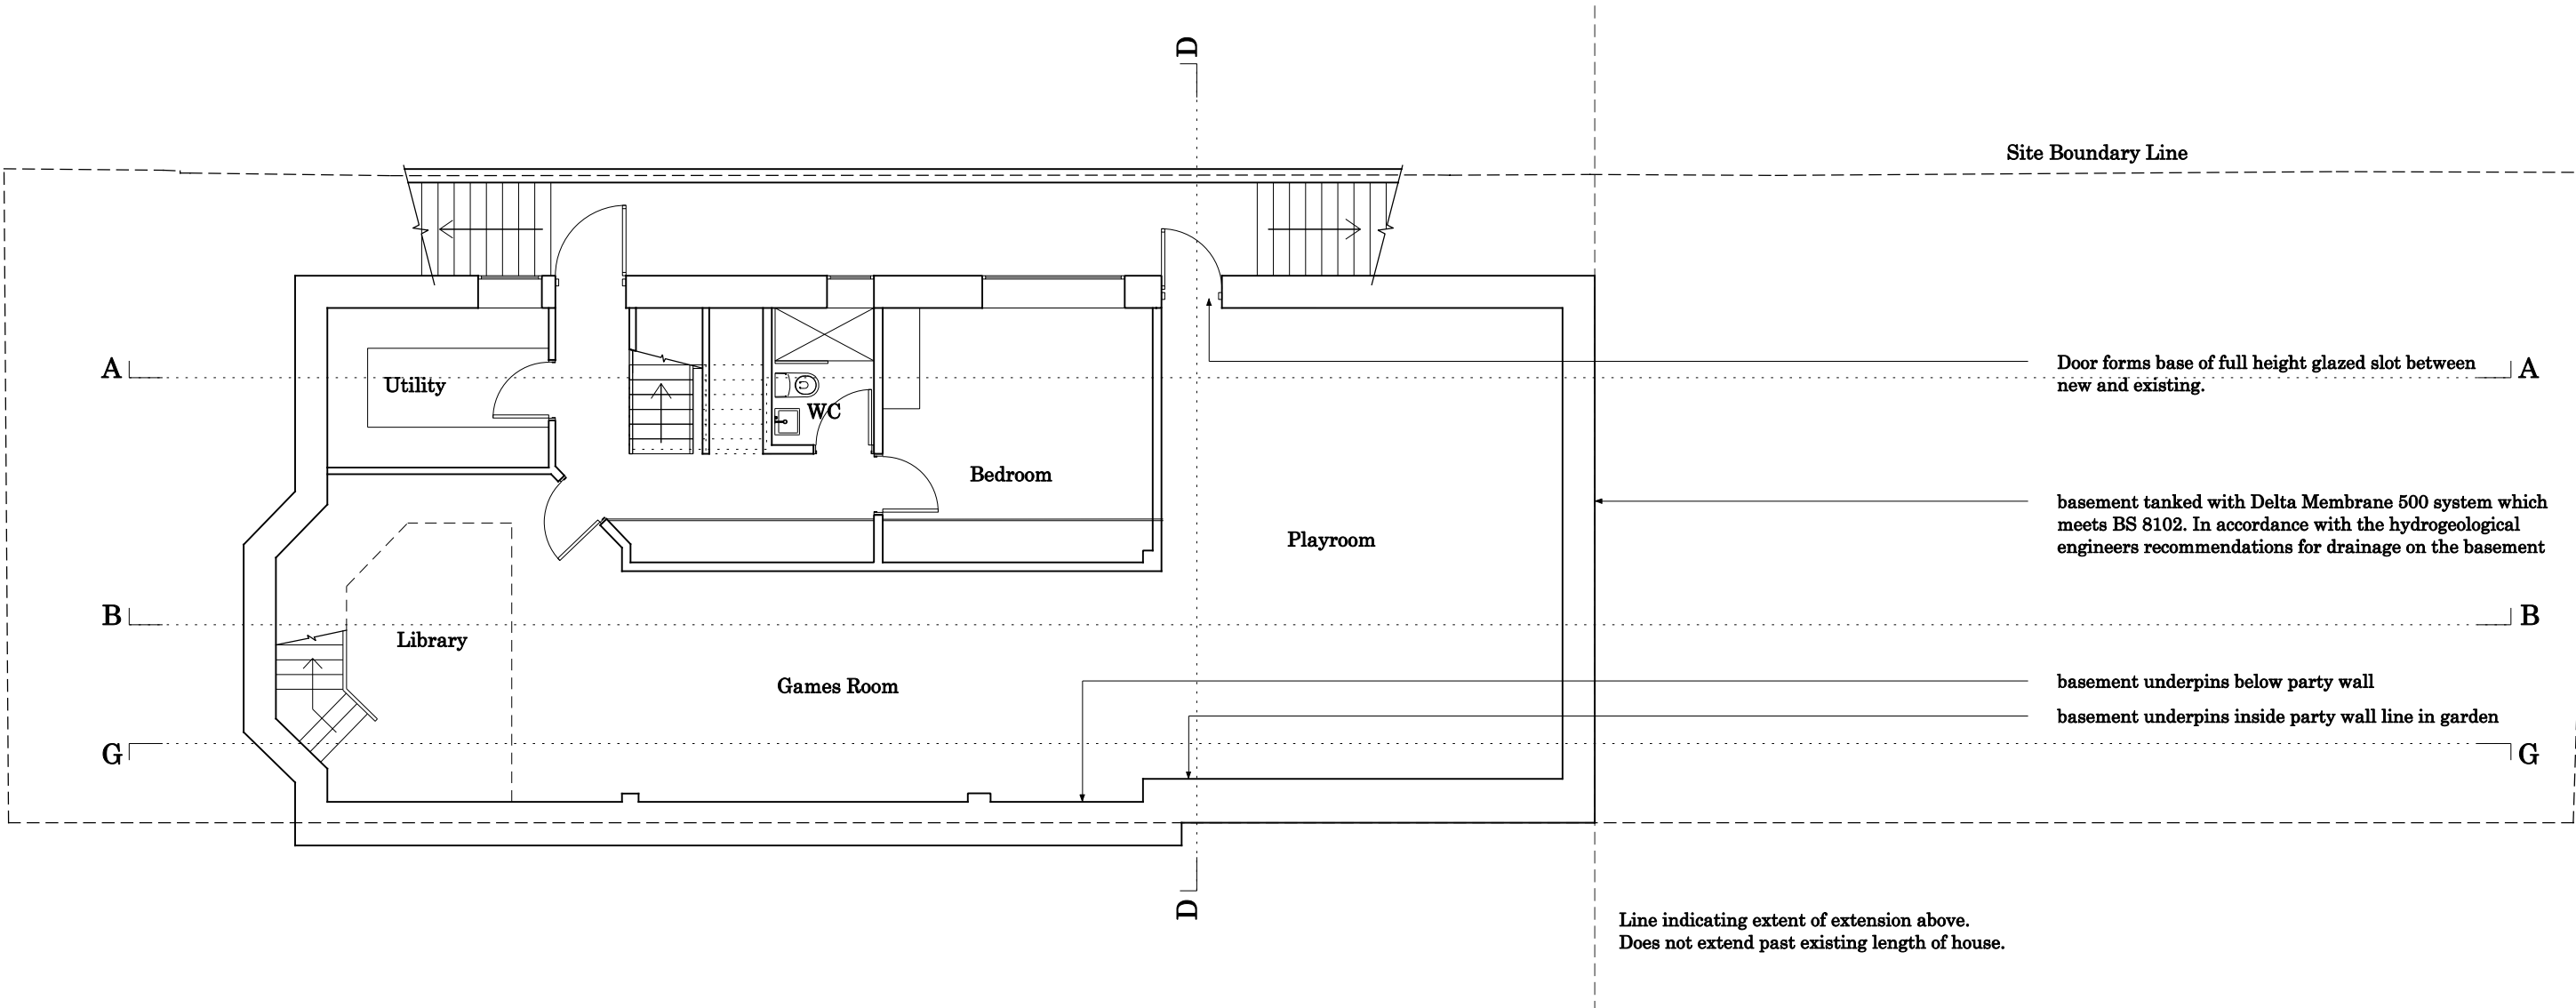 D
Site Boundary Line
A
Door forms base of full height glazed slot between
new and existing.
A
Utility
WC
Bedroom
basement tanked with Delta Membrane 500 system which
meets BS 8102. In accordance with the hydrogeological
engineers recommendations for drainage on the basement
Playroom
B
B
Library
Games Room
basement underpins below party wall
basement underpins inside party wall line in garden
G
G
D
Line indicating extent of extension above.
Does not extend past existing length of house.